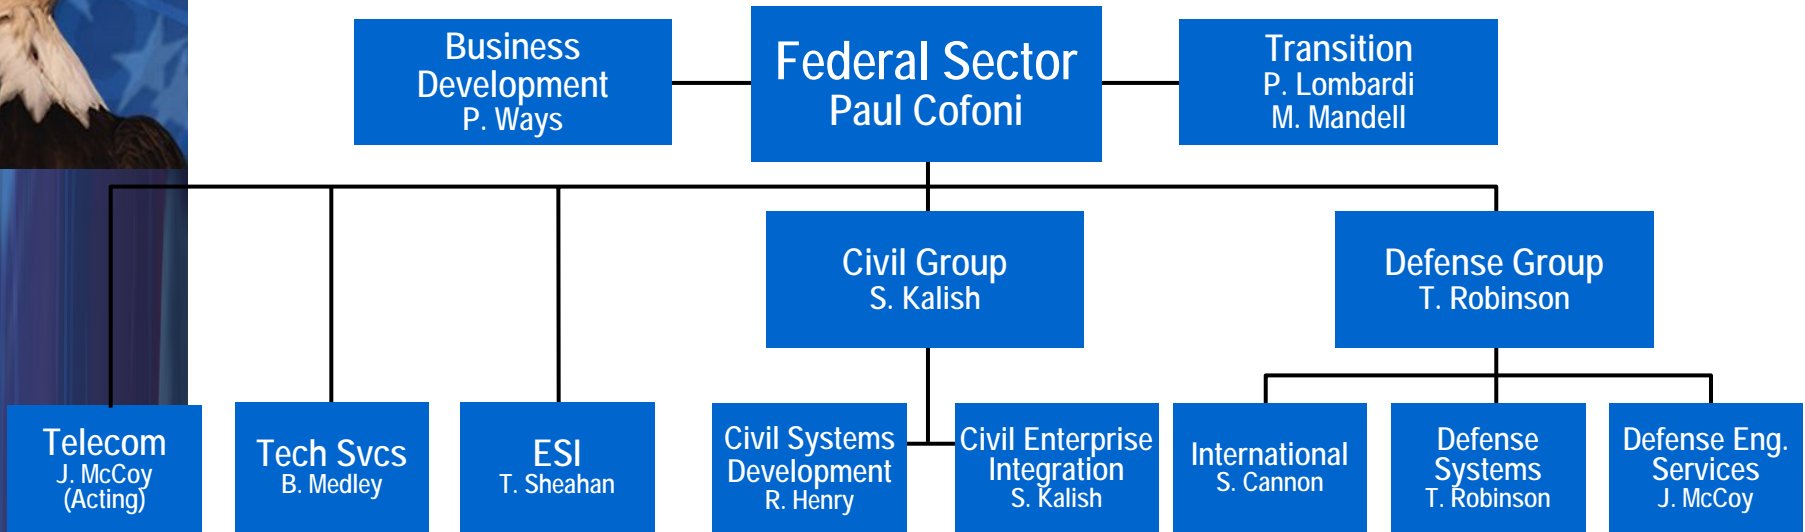 Business
Development
P. Ways
Federal Sector
Paul Cofoni
Transition
P. Lombardi
M. Mandell
Civil Group
S. Kalish
Defense Group
T. Robinson
Telecom
J. McCoy
(Acting)
Tech Svcs
B. Medley
ESI
T. Sheahan
Civil Systems
Development
R. Henry
Civil Enterprise
Integration
S. Kalish
International
S. Cannon
Defense
Systems
T. Robinson
Defense Eng.
Services
J. McCoy